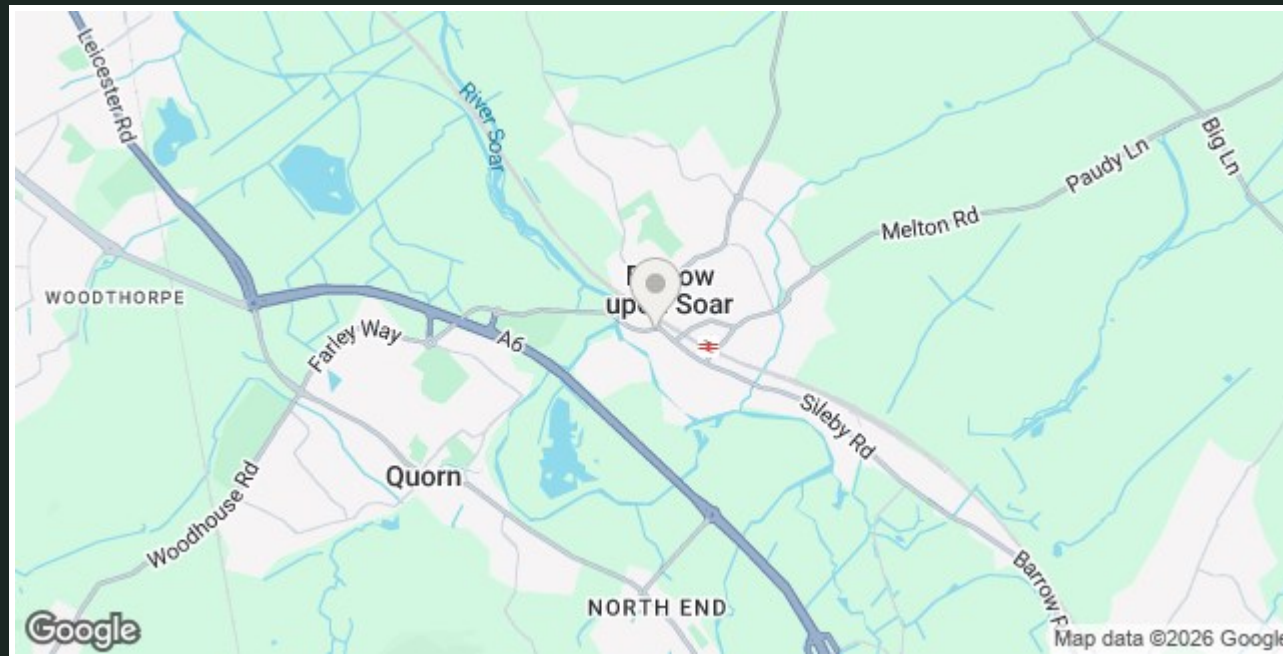 Leicester Rd
River Soar
Big Ln
Paudy Ln
Melton Rd
WOODTHORPE
Soar
Farley Way
A6
Sileby Rd
Quorn
Woodhouse Rd
Barrow
NORTH END
Google
Map data ©2026 Google